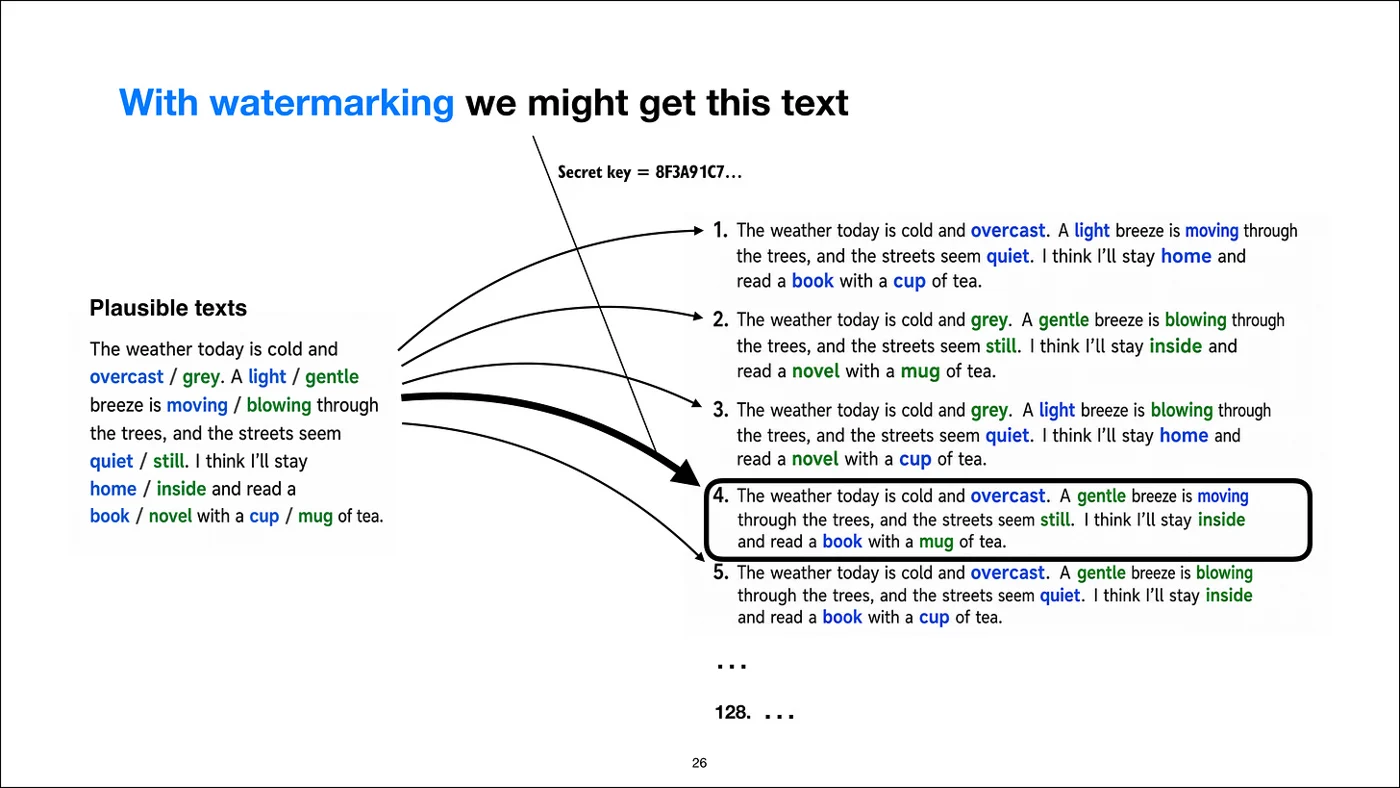 With watermarking we might get this text
Secret key = 8F3A91C7...
Plausible texts
The weather today is cold and
overcast / grey. A light / gentle
breeze is moving / blowing through
the trees, and the streets seem
quiet / still. I think I'll stay
home / inside and read a
book / novel with a cup / mug of tea.
1. The weather today is cold and overcast. A light breeze is moving through
the trees, and the streets seem quiet. I think I'll stay home and
read a book with a cup of tea.
2. The weather today is cold and grey. A gentle breeze is blowing through
the trees, and the streets seem still. I think I'll stay inside and
read a novel with a mug of tea.
3. The weather today is cold and grey. A light breeze is blowing through
the trees, and the streets seem quiet. I think I'll stay home and
read a novel with a cup of tea.
4. The weather today is cold and overcast. A gentle breeze is moving
through the trees, and the streets seem still. I think I'll stay inside
and read a book with a mug of tea.
5. The weather today is cold and overcast. A gentle breeze is blowing
through the trees, and the streets seem quiet. I think I'll stay inside
and read a book with a cup of tea.
...
128. ...
26